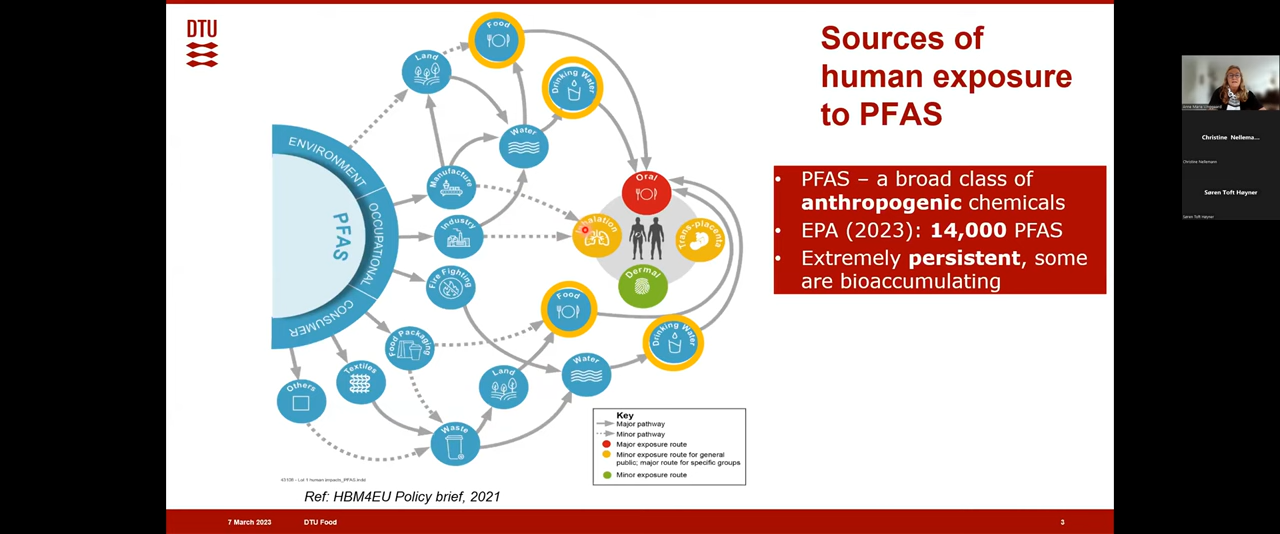 DTU
Sources of
human exposure
to PFAS
• PFAS – a broad class of
anthropogenic chemicals
• EPA (2023): 14,000 PFAS
• Extremely persistent, some
are bioaccumulating
PFAS
ENVIRONMENT
OCCUPATIONAL
CONSUMER
Food
Land
Drinking Water
Water
Manufacture
Industry
Fire Fighting
Food Packaging
Textiles
Others
Waste
Land
Water
Food
Drinking Water
Oral
Inhalation
Trans-placenta
Dermal
Key
Major pathway
Minor pathway
Major exposure route
Minor exposure route for general
public; major route for specific groups
Minor exposure route
Ref: HBM4EU Policy brief, 2021
7 March 2023
DTU Food
3
Christine Nellema...
Christine Nellemann
Søren Toft Høyner
Søren Toft Høyner